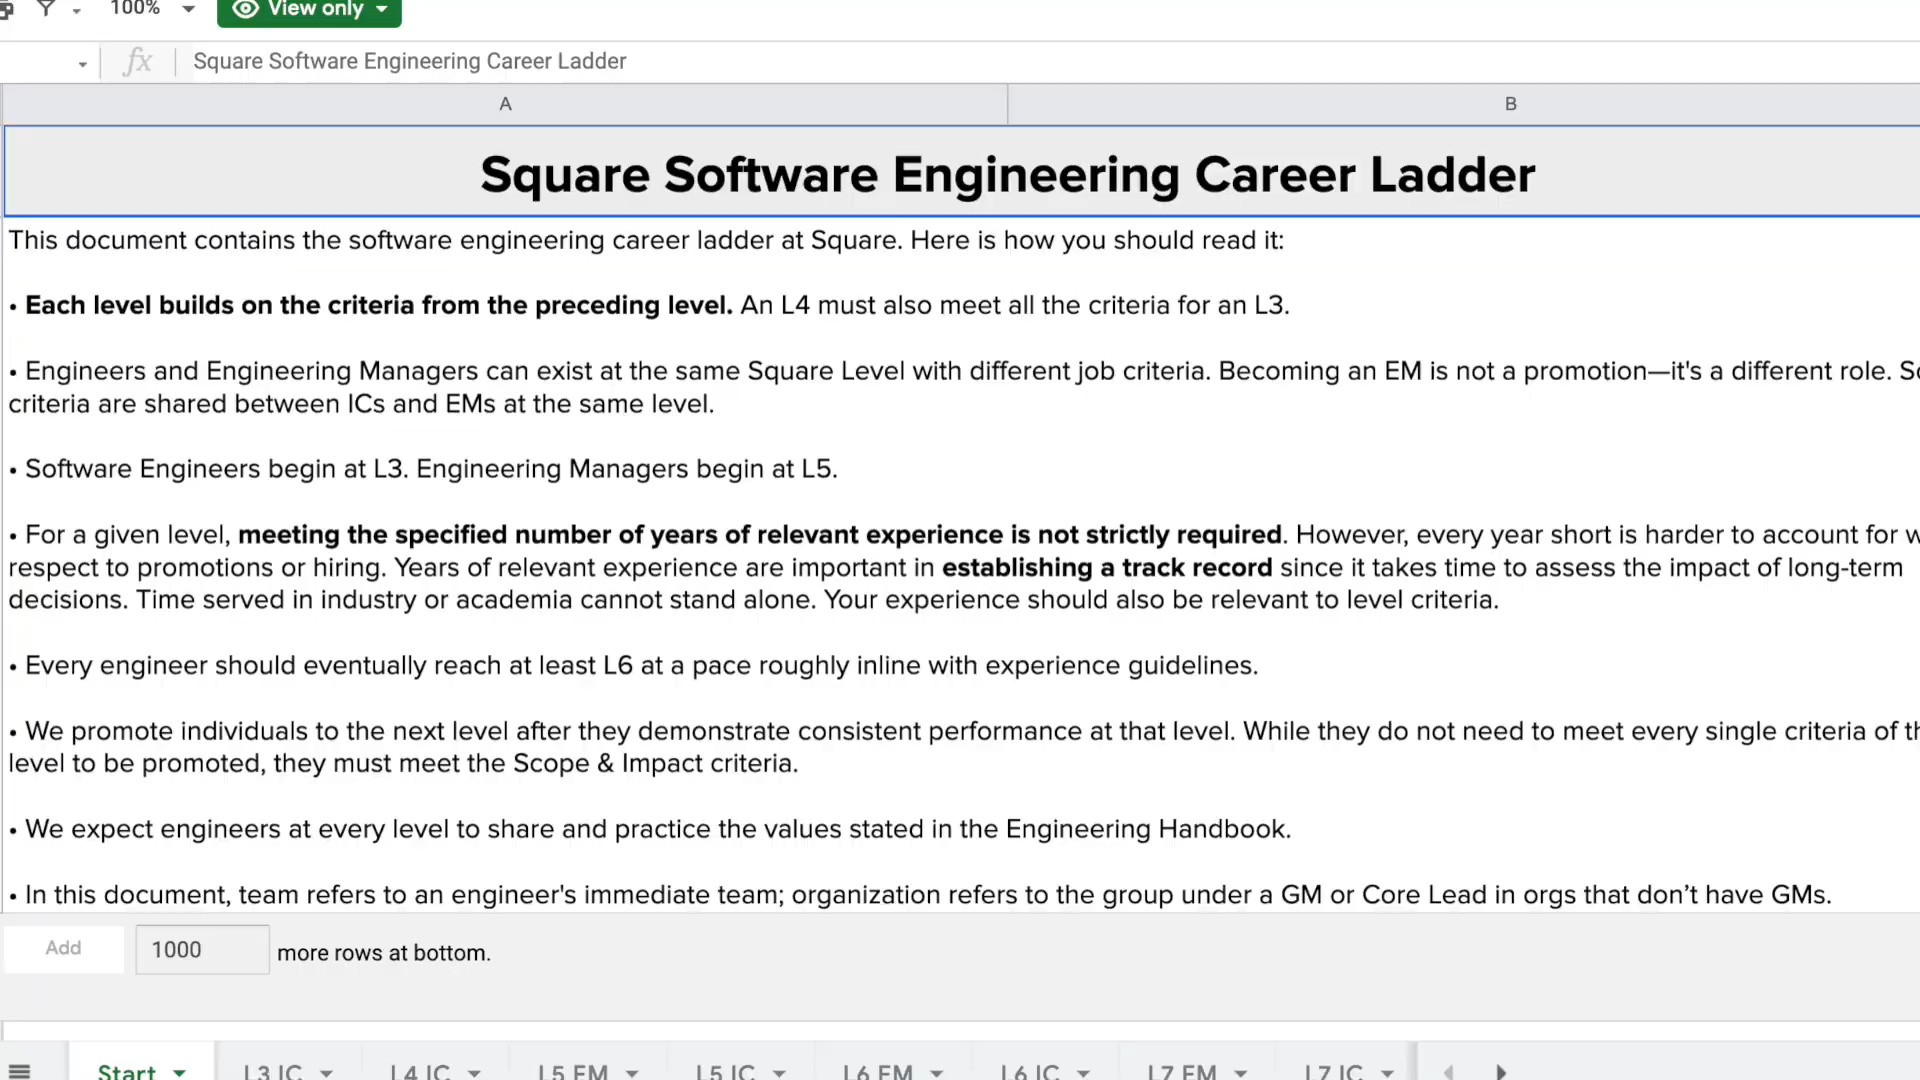 100% View only
fx Square Software Engineering Career Ladder
A B
Square Software Engineering Career Ladder
This document contains the software engineering career ladder at Square. Here is how you should read it:
• Each level builds on the criteria from the preceding level. An L4 must also meet all the criteria for an L3.
• Engineers and Engineering Managers can exist at the same Square Level with different job criteria. Becoming an EM is not a promotion—it's a different role.
criteria are shared between ICs and EMs at the same level.
• Software Engineers begin at L3. Engineering Managers begin at L5.
• For a given level, meeting the specified number of years of relevant experience is not strictly required. However, every year short is harder to account for
respect to promotions or hiring. Years of relevant experience are important in establishing a track record since it takes time to assess the impact of long-term
decisions. Time served in industry or academia cannot stand alone. Your experience should also be relevant to level criteria.
• Every engineer should eventually reach at least L6 at a pace roughly inline with experience guidelines.
• We promote individuals to the next level after they demonstrate consistent performance at that level. While they do not need to meet every single criteria of
level to be promoted, they must meet the Scope & Impact criteria.
• We expect engineers at every level to share and practice the values stated in the Engineering Handbook.
• In this document, team refers to an engineer's immediate team; organization refers to the group under a GM or Core Lead in orgs that don’t have GMs.
Add 1000 more rows at bottom.
Start L3 IC L4 IC L5 EM L5 IC L6 EM L6 IC L7 EM L7 IC